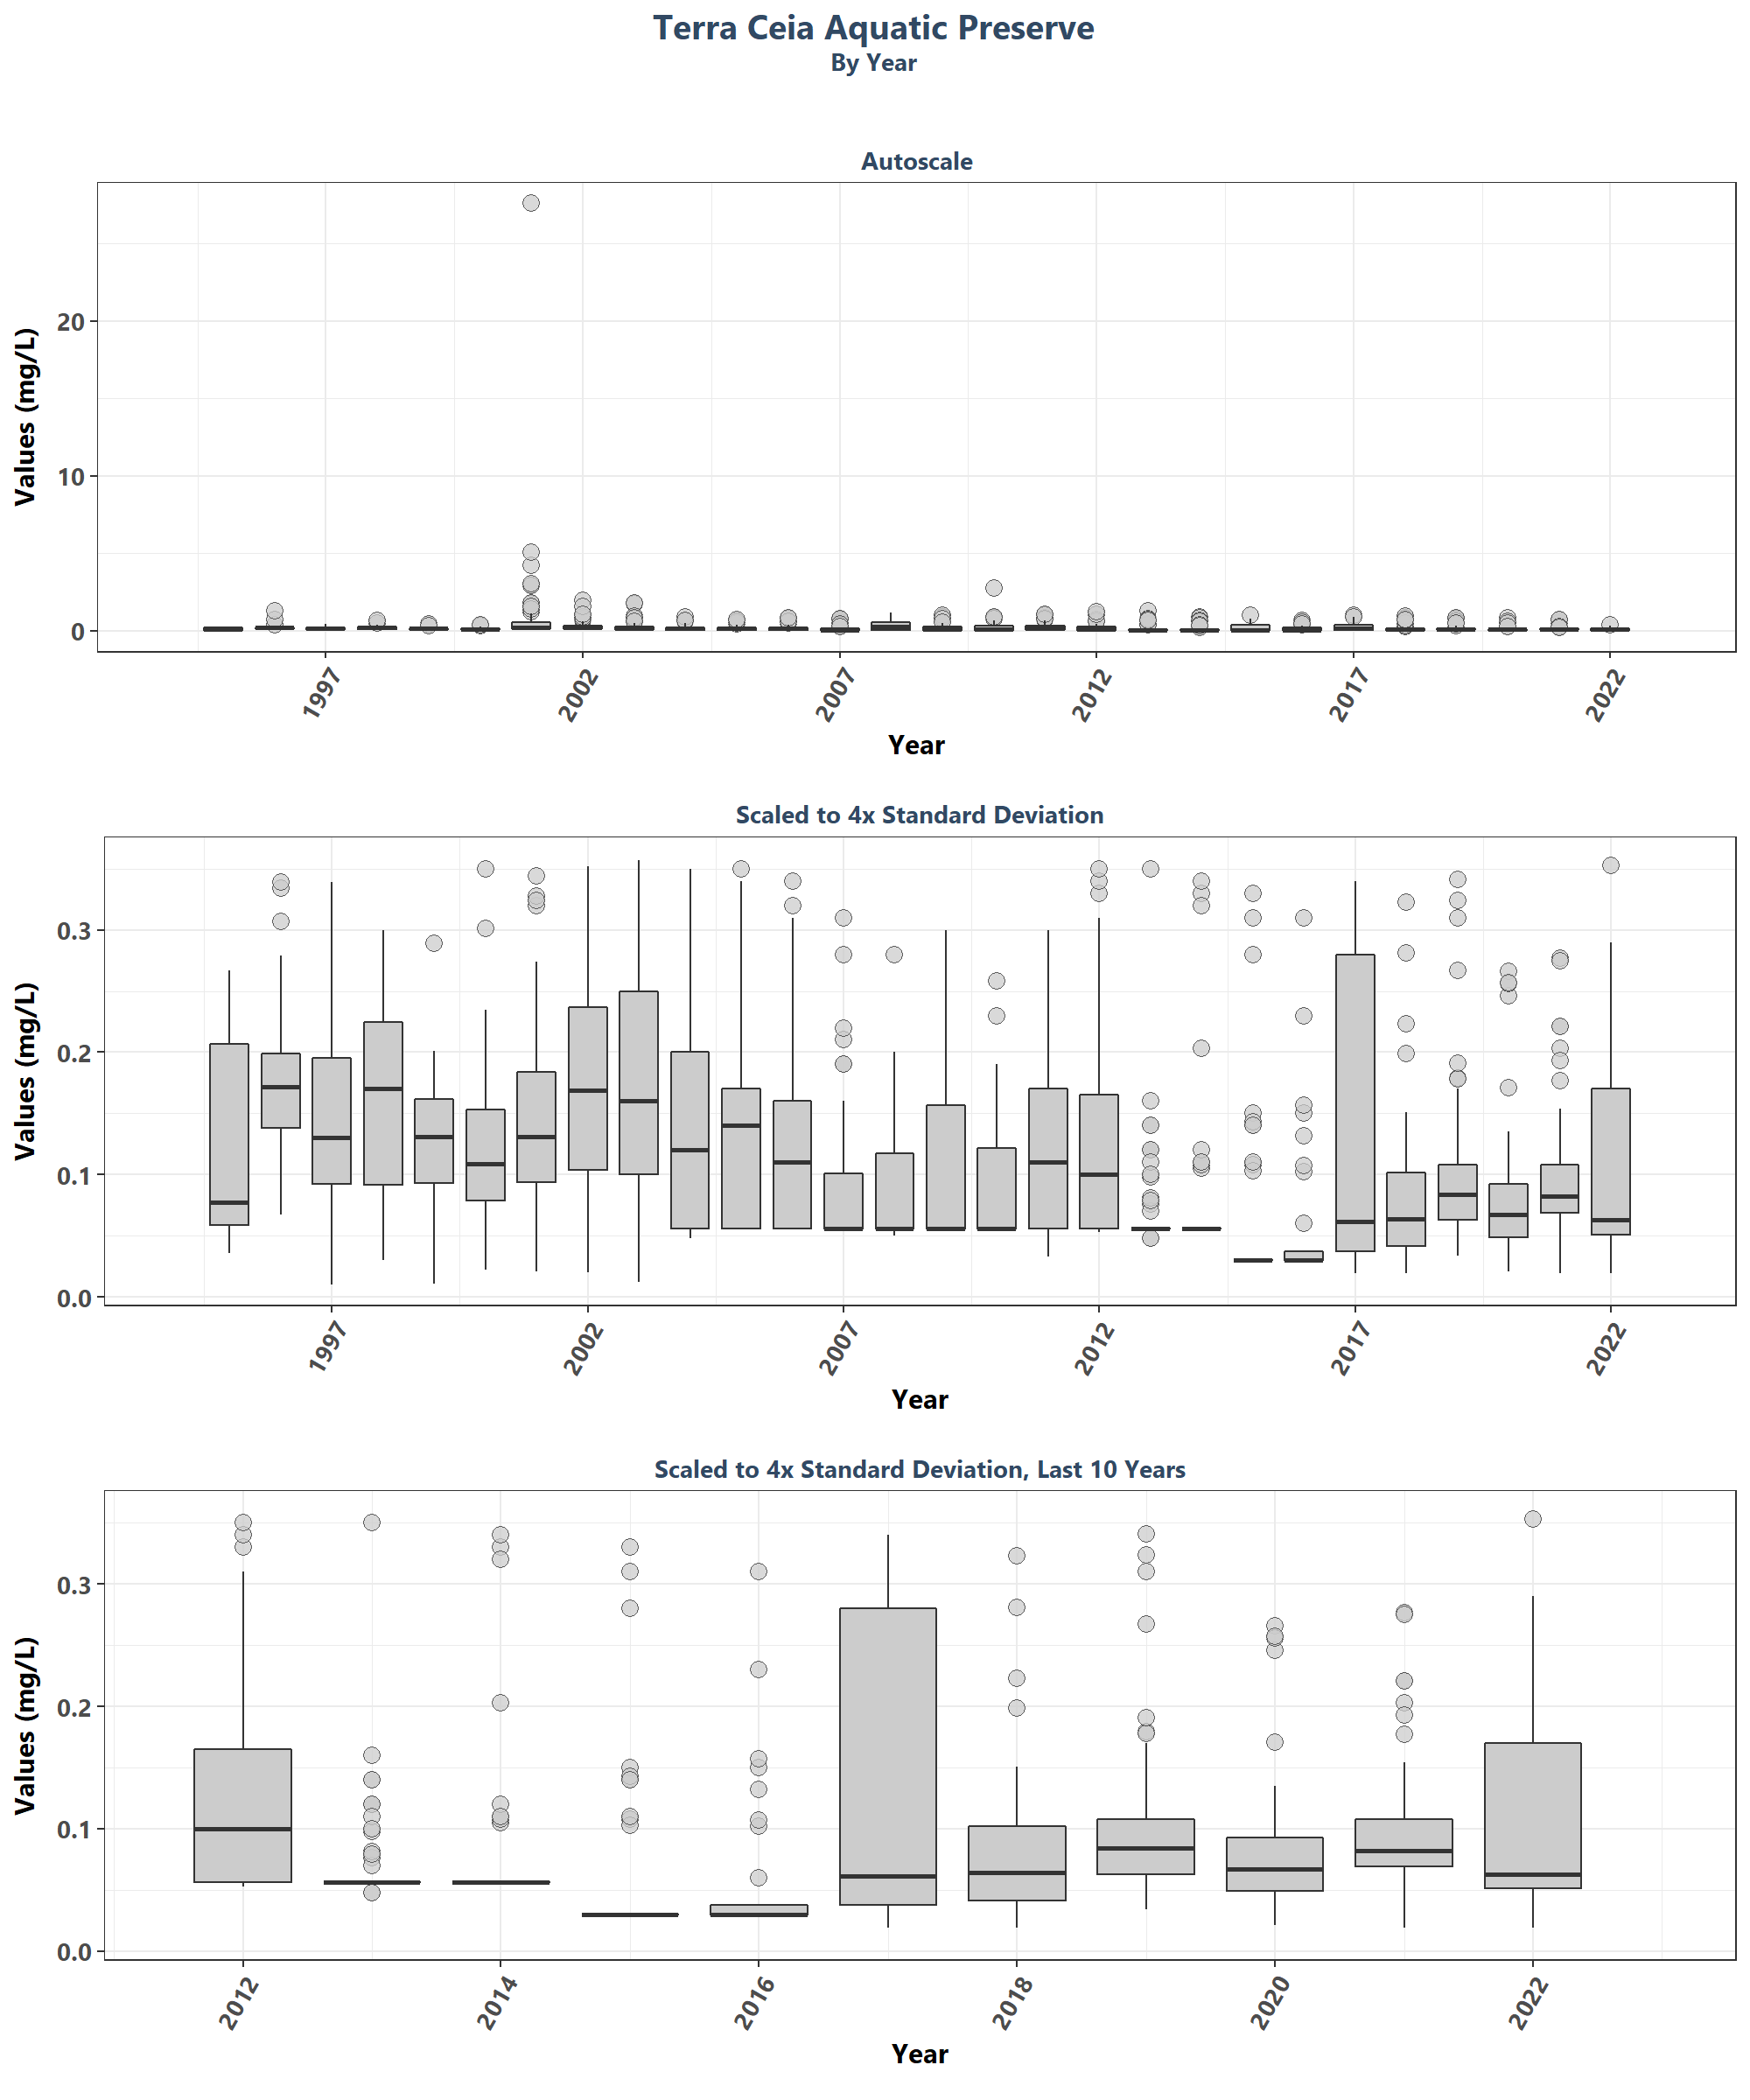 Terra Ceia Aquatic Preserve
By Year
Autoscale
Values (mg/L)
20
10
0
1997 2002 2007 2012 2017 2022
Year
Scaled to 4x Standard Deviation
Values (mg/L)
0.3
0.2
0.1
0.0
1997 2002 2007 2012 2017 2022
Year
Scaled to 4x Standard Deviation, Last 10 Years
Values (mg/L)
0.3
0.2
0.1
0.0
2012 2014 2016 2018 2020 2022
Year